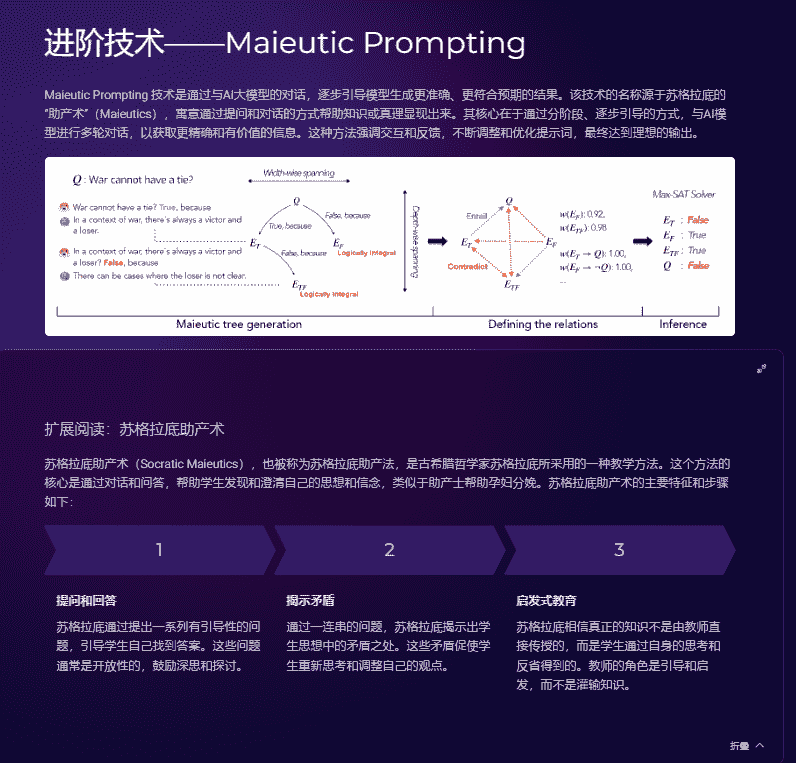 进阶技术——Maieutic Prompting
Maieutic Prompting 技术是通过与AI大模型的对话，逐步引导模型生成更准确、更符合预期的结果。该技术的名称源于苏格拉底的
"助产术"（Maieutics），寓意通过提问和对话的方式帮助知识或真理显现出来。其核心在于通过分阶段、逐步引导的方式，与AI模
型进行多轮对话，以获取更精确和有价值的信息。这种方法强调交互和反馈，不断调整和优化提示词，最终达到理想的输出。
Q : War cannot have a tie?
War cannot have a tie? True, because
In a context of war, there's always a victor and
a loser.
In a context of war, there's always a victor and
a loser? False, because
There can be cases where the loser is not clear.
Width-wise spanning
Q
True, because
False, because
E_T
E_F
Logically Integral
False, because
E_TF
Logically Integral
Depth-wise spanning
Maieutic tree generation
Q
Entail
E_T
E_F
Contradict
E_TF
w(E_F): 0.92,
w(E_TF): 0.98
w(E_T → Q): 1.00,
w(E_F → ¬Q): 1.00,
...
Defining the relations
Max-SAT Solver
E_T : False
E_F : True
E_TF : True
Q : False
Inference
扩展阅读：苏格拉底助产术
苏格拉底助产术（Socratic Maieutics），也被称为苏格拉底助产法，是古希腊哲学家苏格拉底所采用的一种教学方法。这个方法的
核心是通过对话和问答，帮助学生发现和澄清自己的思想和信念，类似于助产士帮助孕妇分娩。苏格拉底助产术的主要特征和步骤
如下：
1
提问和回答
苏格拉底通过提出一系列有引导性的问
题，引导学生自己找到答案。这些问题
通常是开放性的，鼓励深思和探讨。
2
揭示矛盾
通过一连串的问题，苏格拉底揭示出学
生思想中的矛盾之处。这些矛盾促使学
生重新思考和调整自己的观点。
3
启发式教育
苏格拉底相信真正的知识不是由教师直
接传授的，而是学生通过自身的思考和
反省得到的。教师的角色是引导和启
发，而不是灌输知识。
折叠